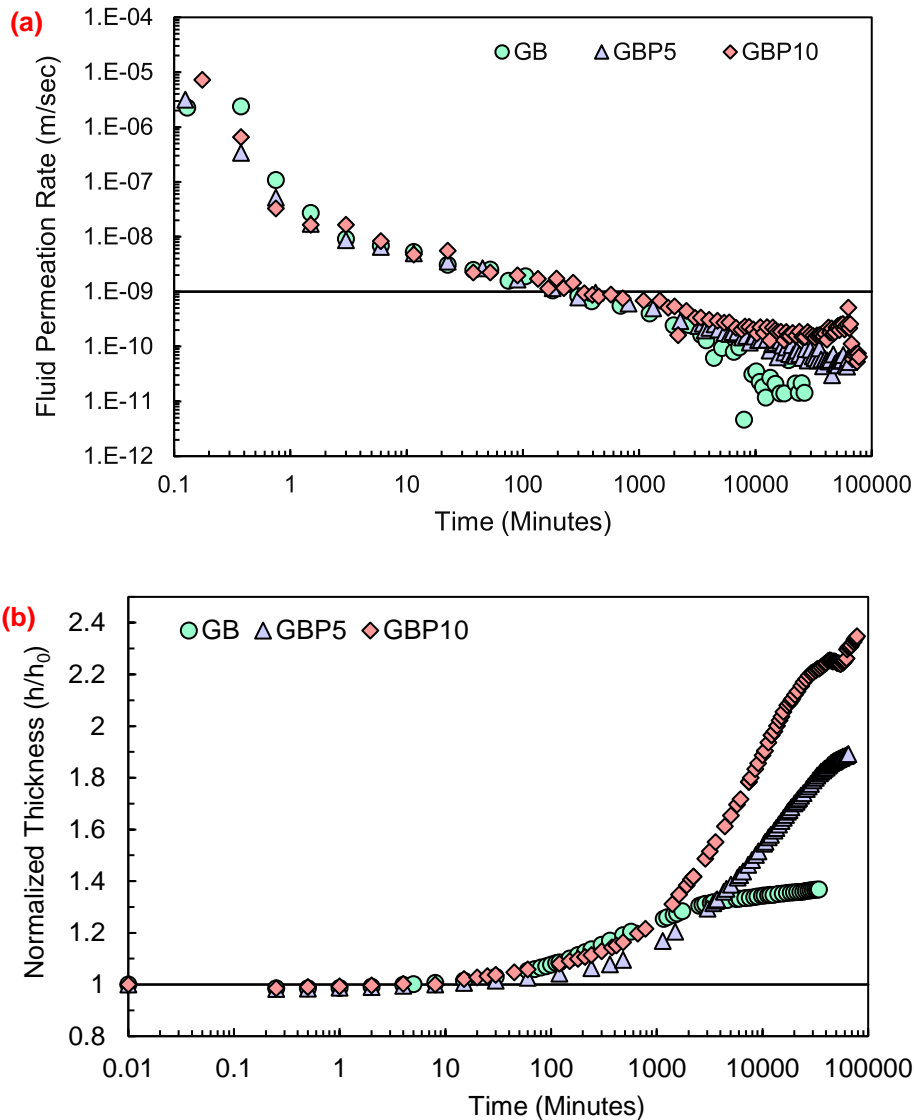 (a)
Fluid Permeation Rate (m/sec)
1.E-04
1.E-05
1.E-06
1.E-07
1.E-08
1.E-09
1.E-10
1.E-11
1.E-12
GB GBP5 GBP10
0.1 1 10 100 1000 10000 100000
Time (Minutes)
(b)
Normalized Thickness (h/h0)
2.4
2.2
2
1.8
1.6
1.4
1.2
1
0.8
GB GBP5 GBP10
0.01 0.1 1 10 100 1000 10000 100000
Time (Minutes)